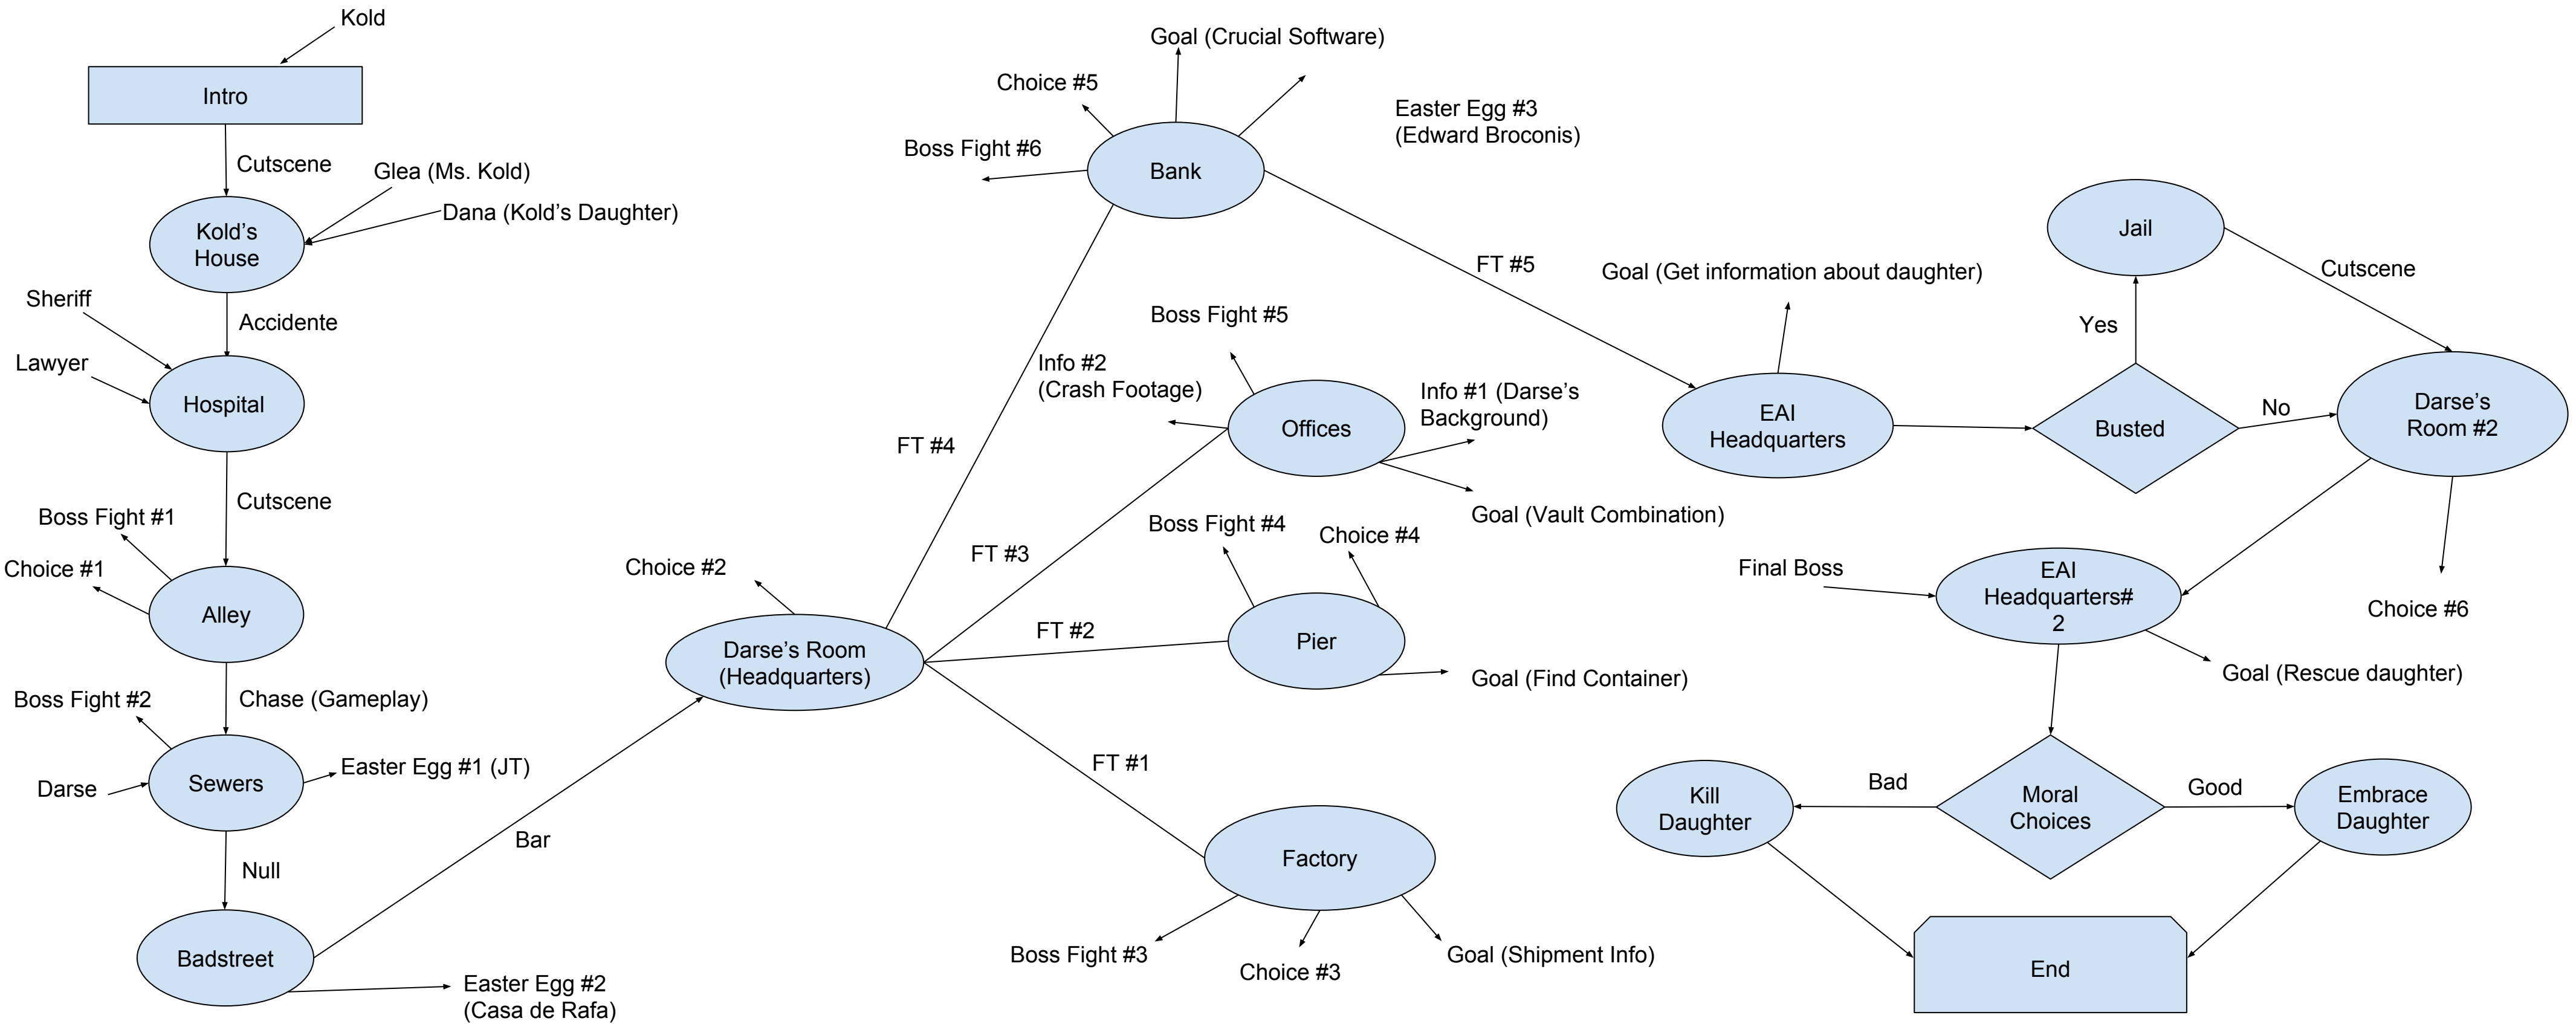 Kold
Intro
Cutscene
Glea (Ms. Kold)
Dana (Kold's Daughter)
Kold's
House
Sheriff
Accidente
Lawyer
Hospital
Cutscene
Boss Fight #1
Choice #1
Alley
Chase (Gameplay)
Boss Fight #2
Darse
Sewers
Easter Egg #1 (JT)
Null
Badstreet
Easter Egg #2
(Casa de Rafa)
Bar
Choice #2
Darse's Room
(Headquarters)
FT #4
FT #3
FT #2
FT #1
Goal (Crucial Software)
Choice #5
Easter Egg #3
(Edward Broconis)
Boss Fight #6
Bank
FT #5
Boss Fight #5
Info #2
(Crash Footage)
Offices
Info #1 (Darse's
Background)
Goal (Vault Combination)
Boss Fight #4
Choice #4
Pier
Goal (Find Container)
Factory
Boss Fight #3
Choice #3
Goal (Shipment Info)
Goal (Get information about daughter)
EAI
Headquarters
Jail
Cutscene
Yes
Busted
No
Darse's
Room #2
Choice #6
Final Boss
EAI
Headquarters#
2
Goal (Rescue daughter)
Kill
Daughter
Bad
Moral
Choices
Good
Embrace
Daughter
End